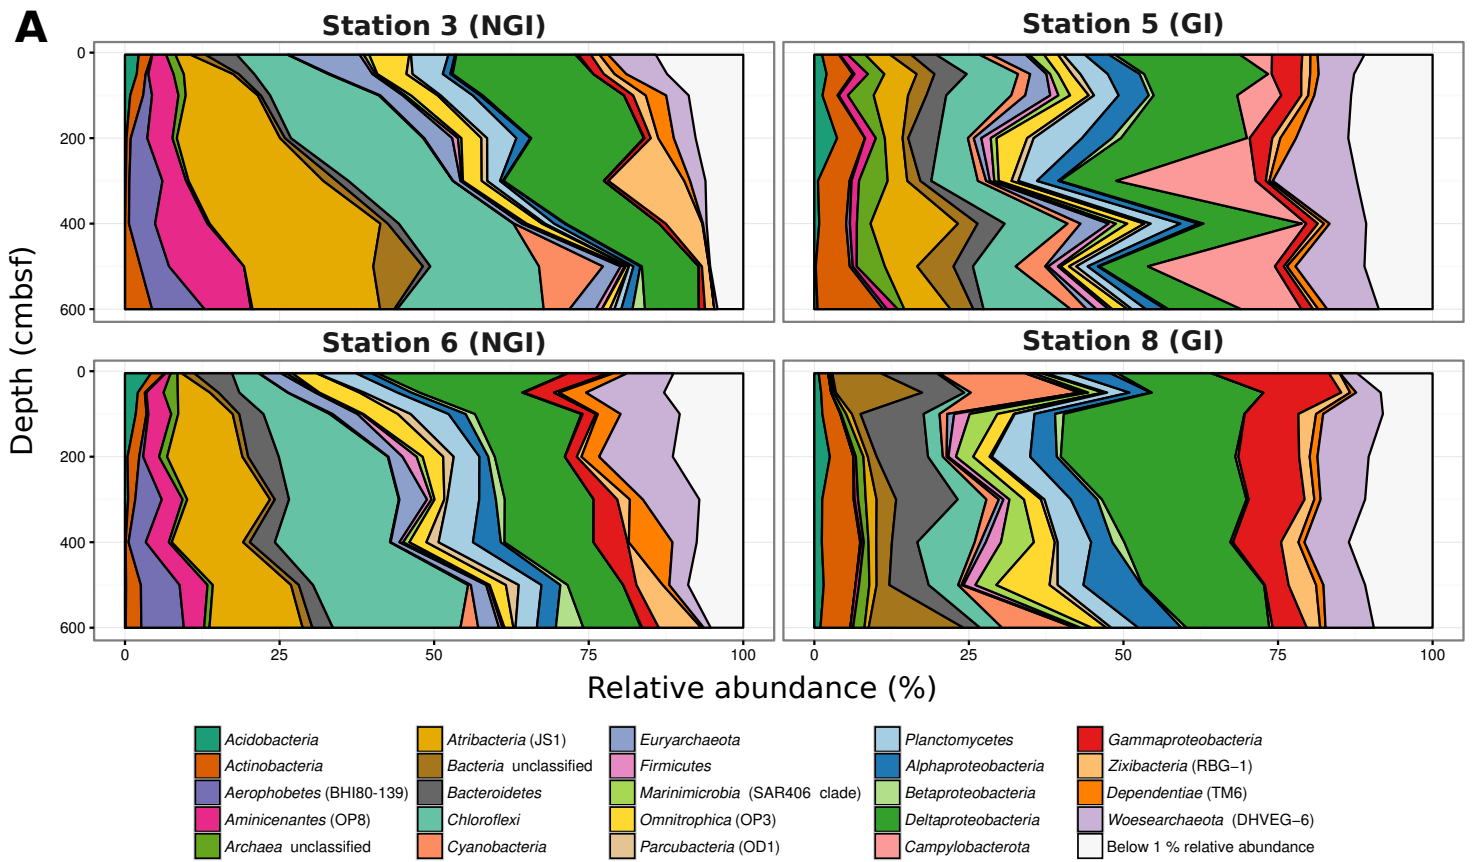 A
Station 3 (NGI)
Station 5 (GI)
0
200
400
600
Station 6 (NGI)
Station 8 (GI)
0
200
400
600
Depth (cmbsf)
0 25 50 75 100
0 25 50 75 100
Relative abundance (%)
Acidobacteria
Actinobacteria
Aerophobetes (BHI80-139)
Aminicenantes (OP8)
Archaea unclassified
Atribacteria (JS1)
Bacteria unclassified
Bacteroidetes
Chloroflexi
Cyanobacteria
Euryarchaeota
Firmicutes
Marinimicrobia (SAR406 clade)
Omnitrophica (OP3)
Parcubacteria (OD1)
Planctomycetes
Alphaproteobacteria
Betaproteobacteria
Deltaproteobacteria
Campylobacterota
Gammaproteobacteria
Zixibacteria (RBG−1)
Dependentiae (TM6)
Woesearchaeota (DHVEG−6)
Below 1 % relative abundance